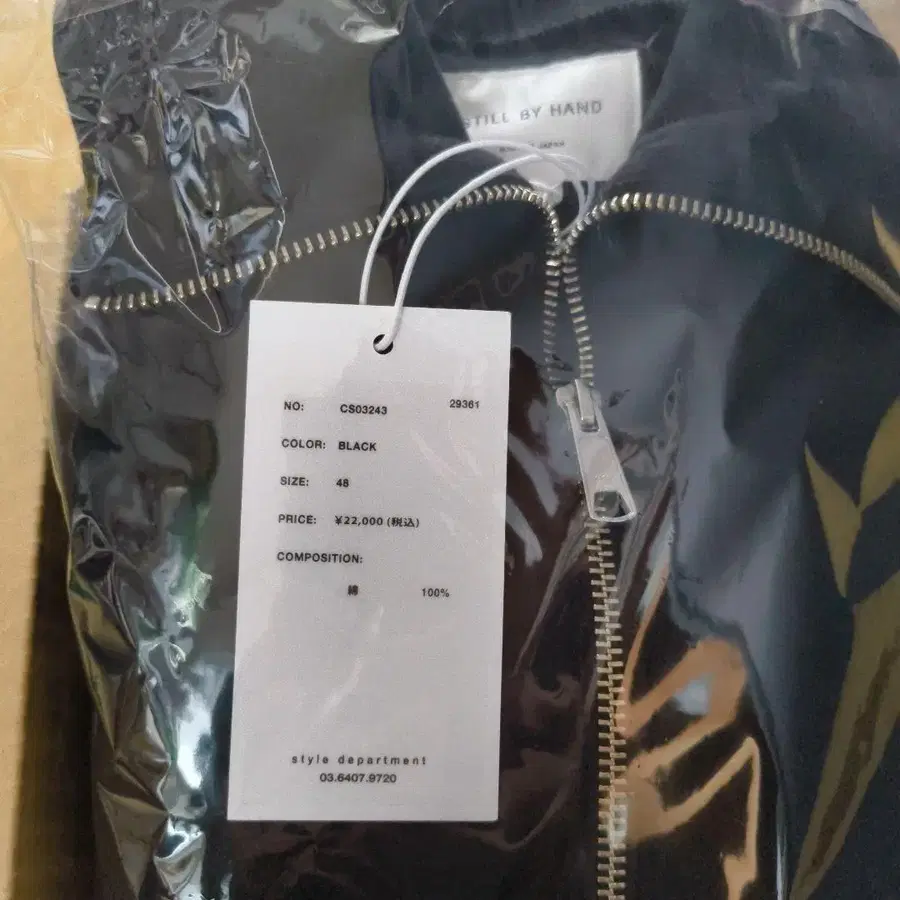 STILL BY HAND
NO: CS03243 29361
COLOR: BLACK
SIZE: 48
PRICE: ¥22,000 (税込)
COMPOSITION:
綿 100%
style department
03.6407.9720